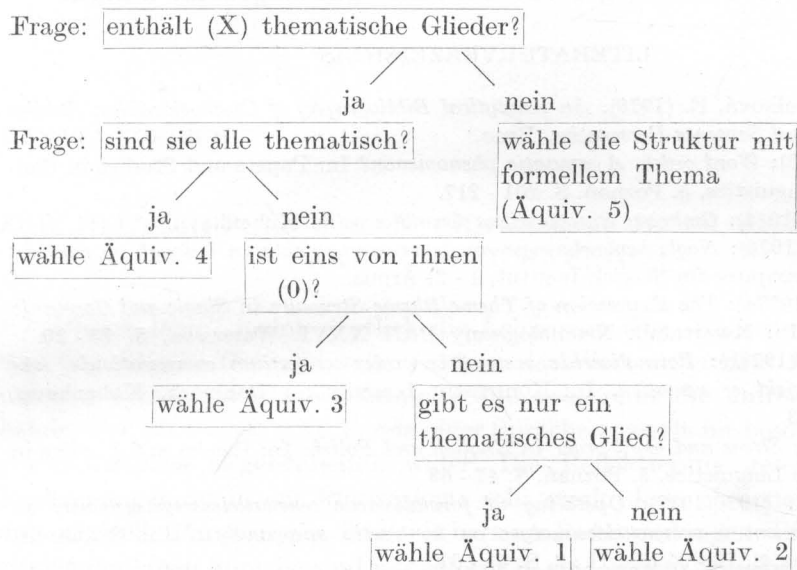 Frage: enthält (X) thematische Glieder?
ja nein
Frage: sind sie alle thematisch? wähle die Struktur mit
formellem Thema
(Äquiv. 5)
ja nein
wähle Äquiv. 4 ist eins von ihnen
(0)?
ja nein
wähle Äquiv. 3 gibt es nur ein
thematisches Glied?
ja nein
wähle Äquiv. 1 wähle Äquiv. 2